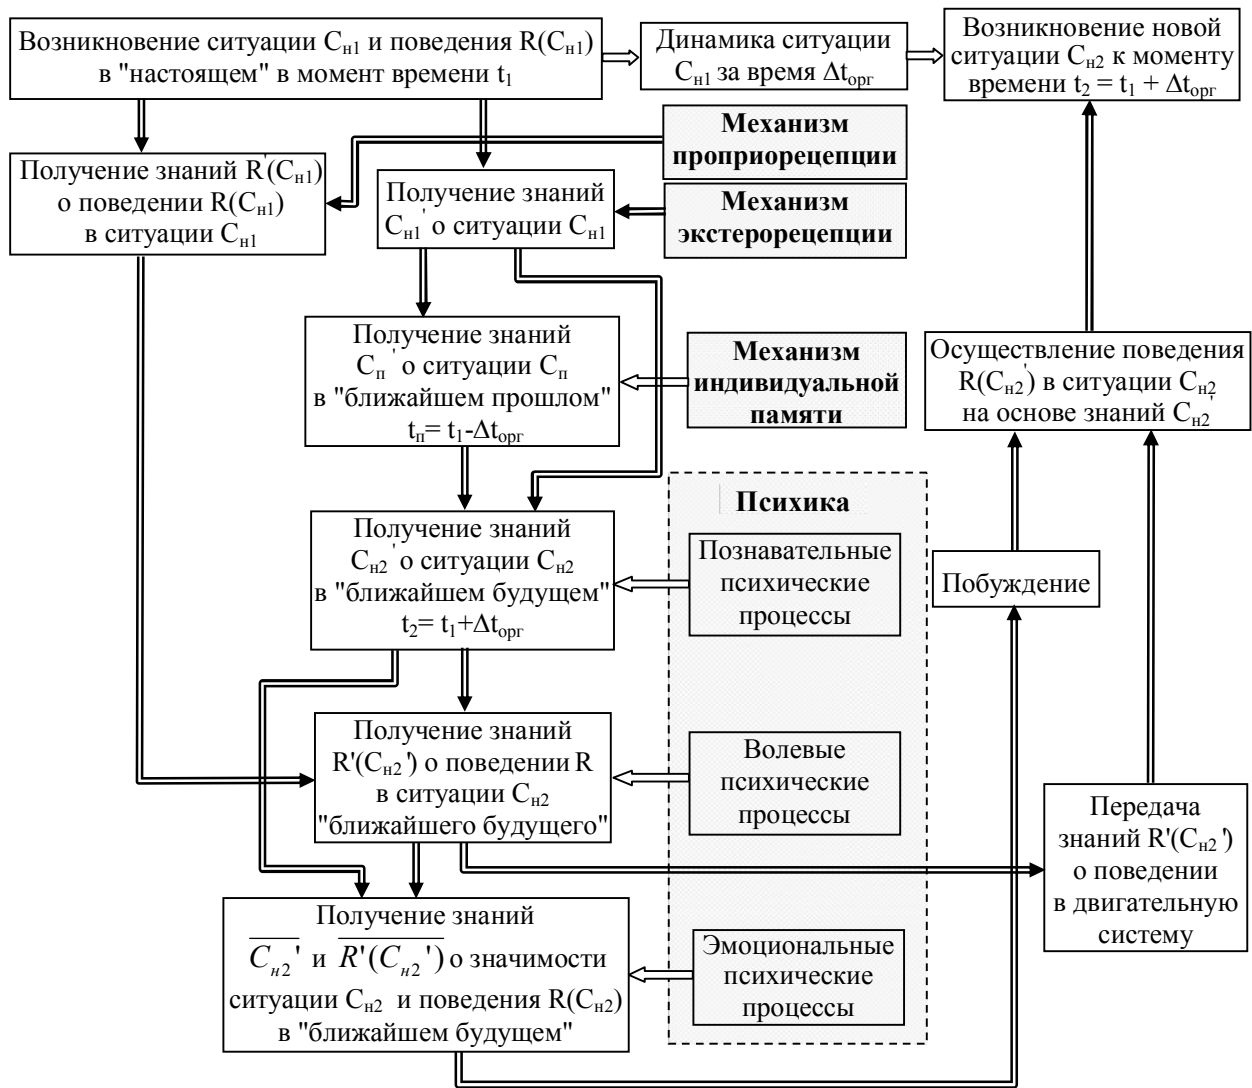 Возникновение ситуации Сн1 и поведения R(Сн1)
в "настоящем" в момент времени t1
Динамика ситуации
Сн1 за время Δtорг
Возникновение новой
ситуации Сн2 к моменту
времени t2 = t1 + Δtорг
Механизм
проприорецепции
Получение знаний R'(Сн1)
о поведении R(Сн1)
в ситуации Сн1
Получение знаний
Сн1' о ситуации Сн1
Механизм
экстерорецепции
Получение знаний
Сп' о ситуации Сп
в "ближайшем прошлом"
tп= t1-Δtорг
Механизм
индивидуальной
памяти
Осуществление поведения
R(Сн2') в ситуации Сн2
на основе знаний Сн2'
Психика
Получение знаний
Сн2' о ситуации Сн2
в "ближайшем будущем"
t2= t1+Δtорг
Познавательные
психические
процессы
Побуждение
Получение знаний
R'(Сн2') о поведении R
в ситуации Сн2
"ближайшего будущего"
Волевые
психические
процессы
Передача
знаний R'(Сн2')
о поведении
в двигательную
систему
Получение знаний
Cн2' и R'(Cн2') о значимости
ситуации Сн2 и поведения R(Сн2)
в "ближайшем будущем"
Эмоциональные
психические
процессы